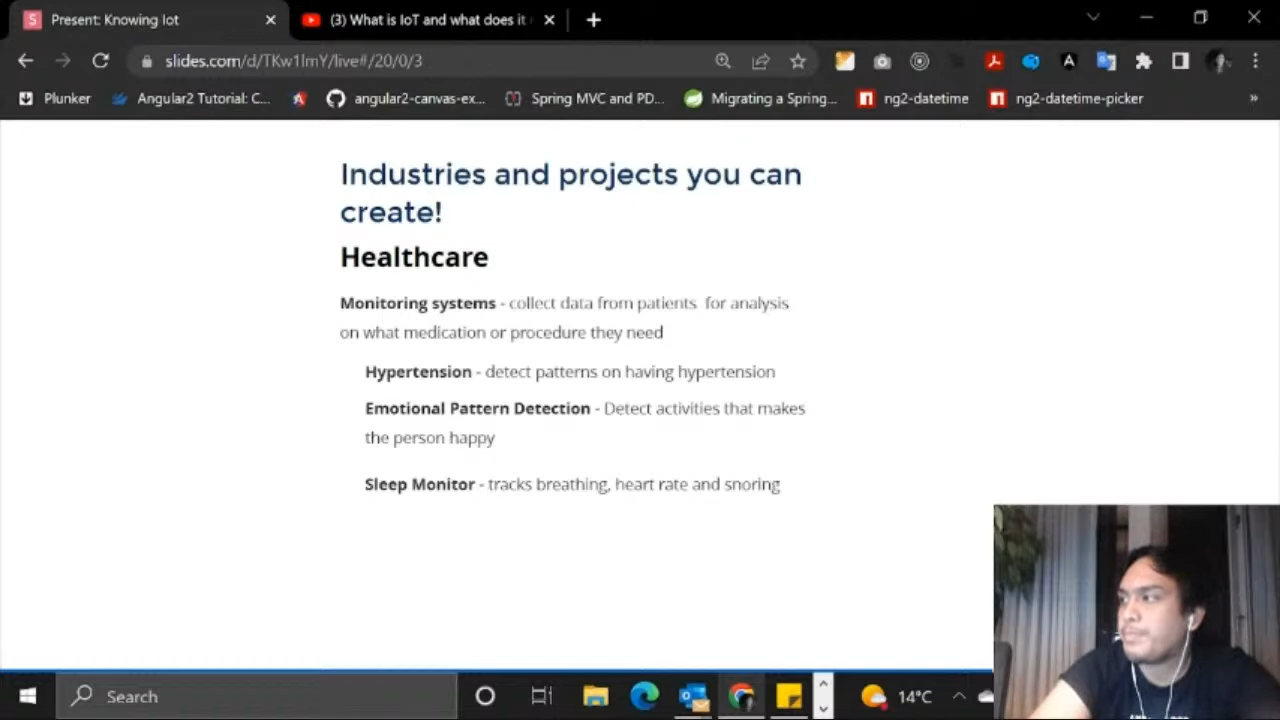 Present: Knowing Iot
(3) What is IoT and what does it
slides.com/d/TKw1lmY/live#/20/0/3
Plunker
Angular2 Tutorial: C...
angular2-canvas-ex...
Spring MVC and PD...
Migrating a Spring...
ng2-datetime
ng2-datetime-picker
Industries and projects you can
create!
Healthcare
Monitoring systems - collect data from patients for analysis
on what medication or procedure they need
Hypertension - detect patterns on having hypertension
Emotional Pattern Detection - Detect activities that makes
the person happy
Sleep Monitor - tracks breathing, heart rate and snoring
Search
14°C